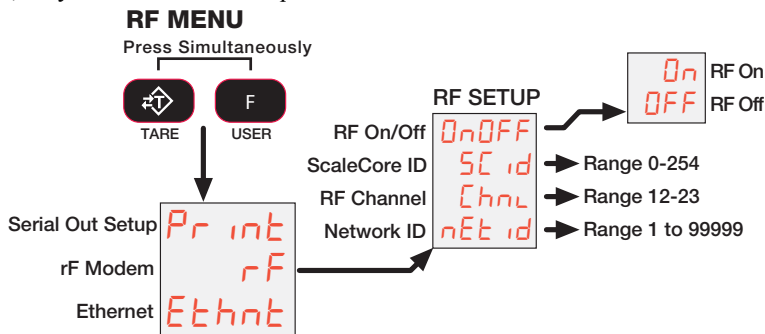 RF MENU
Press Simultaneously
T F
TARE USER
RF SETUP
RF On/Off OnOFF
ScaleCore ID SC id Range 0-254
RF Channel Chnl Range 12-23
Network ID nEt id Range 1 to 99999
On RF On
OFF RF Off
Serial Out Setup Pr int
rF Modem rF
Ethernet Ethnt